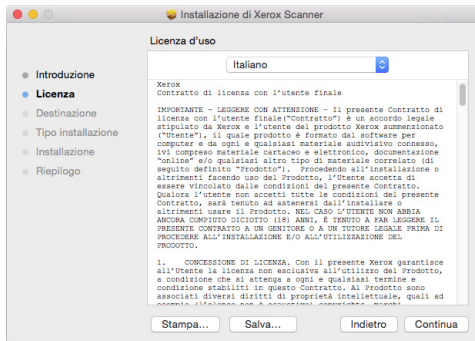 Installazione di Xerox Scanner
Licenza d'uso
Italiano
Introduzione
Licenza
Destinazione
Tipo installazione
Installazione
Riepilogo
Xerox
Contratto di licenza con l'utente finale
IMPORTANTE - LEGGERE CON ATTENZIONE - Il presente Contratto di
licenza con l'utente finale("Contratto") è un accordo legale
stipulato da Xerox e l'utente del prodotto Xerox summenzionato
("Utente"), il quale prodotto è formato dal software per
computer e da ogni e qualsiasi materiale audivisivo connesso,
ivi compreso materiale cartaceo e elettronico, documentazione
"online" e/o qualsiasi altro tipo di materiale correlato (di
seguito definito "Prodotto").  Procedendo all'installazione o
altrimenti facendo uso del Prodotto, l'Utente accetta di
essere vincolato dalle condizioni del presente Contratto.
Qualora l'utente non accetti tutte le condizioni del presente
Contratto, sarà tenuto ad astenersi dall'installare o
altrimenti usare il Prodotto. NEL CASO L'UTENTE NON ABBIA
ANCORA COMPIUTO DICIOTTO (18) ANNI, È TENUTO A FAR LEGGERE IL
PRESENTE CONTRATTO A UN GENITORE O A UN TUTORE LEGALE PRIMA DI
PROCEDERE ALL'INSTALLAZIONE E/O ALL'UTILIZZAZIONE DEL
PRODOTTO.
1.    CONCESSIONE DI LICENZA. Con il presente Xerox garantisce
all'Utente la licenza non esclusiva all'utilizzo del Prodotto,
a condizione che si attenga a ogni e qualsiasi termine e
condizione stabiliti in questo Contratto. Al Prodotto sono
associati diversi diritti di proprietà intellettuale, quali ad
Stampa...
Salva...
Indietro
Continua